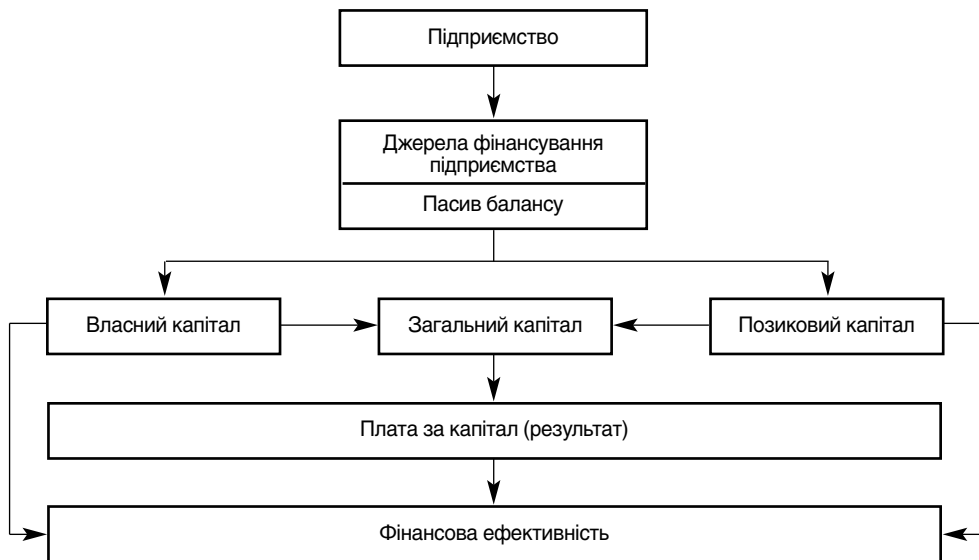 Підприємство
Джерела фінансування
підприємства
Пасив балансу
Власний капітал
Загальний капітал
Позиковий капітал
Плата за капітал (результат)
Фінансова ефективність